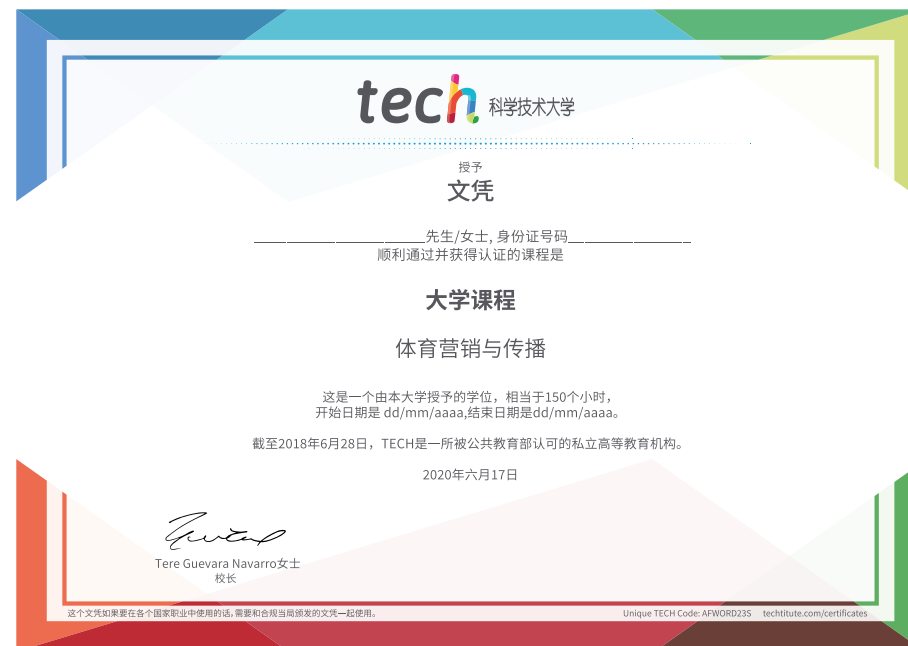 tech 科学技术大学
授予
文凭
_____________________先生/女士, 身份证号码_______________
顺利通过并获得认证的课程是
大学课程
体育营销与传播
这是一个由本大学授予的学位，相当于150个小时，
开始日期是 dd/mm/aaaa,结束日期是dd/mm/aaaa。
截至2018年6月28日，TECH是一所被公共教育部认可的私立高等教育机构。
2020年六月17日
Tere Guevara Navarro女士
校长
这个文凭如果要在各个国家职业中使用的话,需要和合规当局颁发的文凭一起使用。
Unique TECH Code: AFWORD23S techtitute.com/certificates